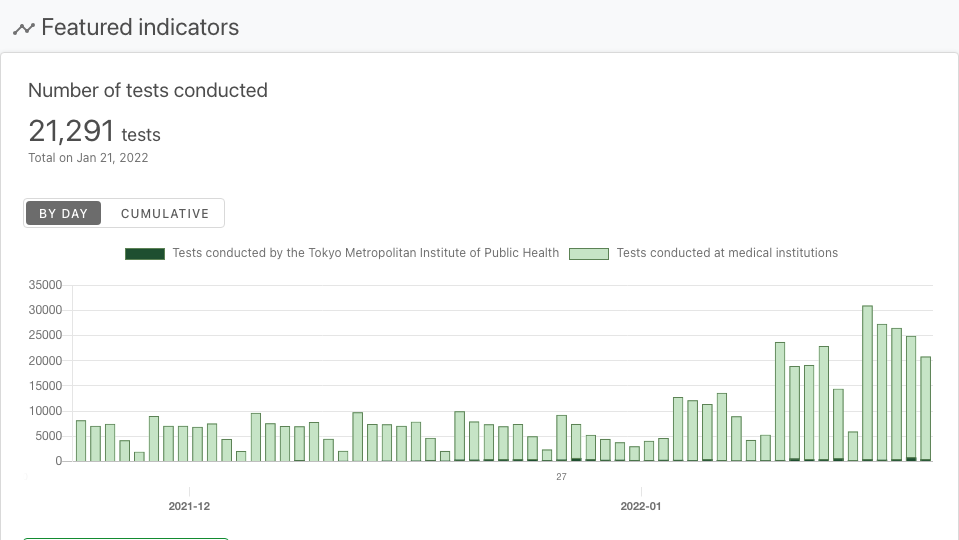 Featured indicators
Number of tests conducted
21,291 tests
Total on Jan 21, 2022
BY DAY CUMULATIVE
Tests conducted by the Tokyo Metropolitan Institute of Public Health Tests conducted at medical institutions
35000
30000
25000
20000
15000
10000
5000
0
27
2021-12 2022-01